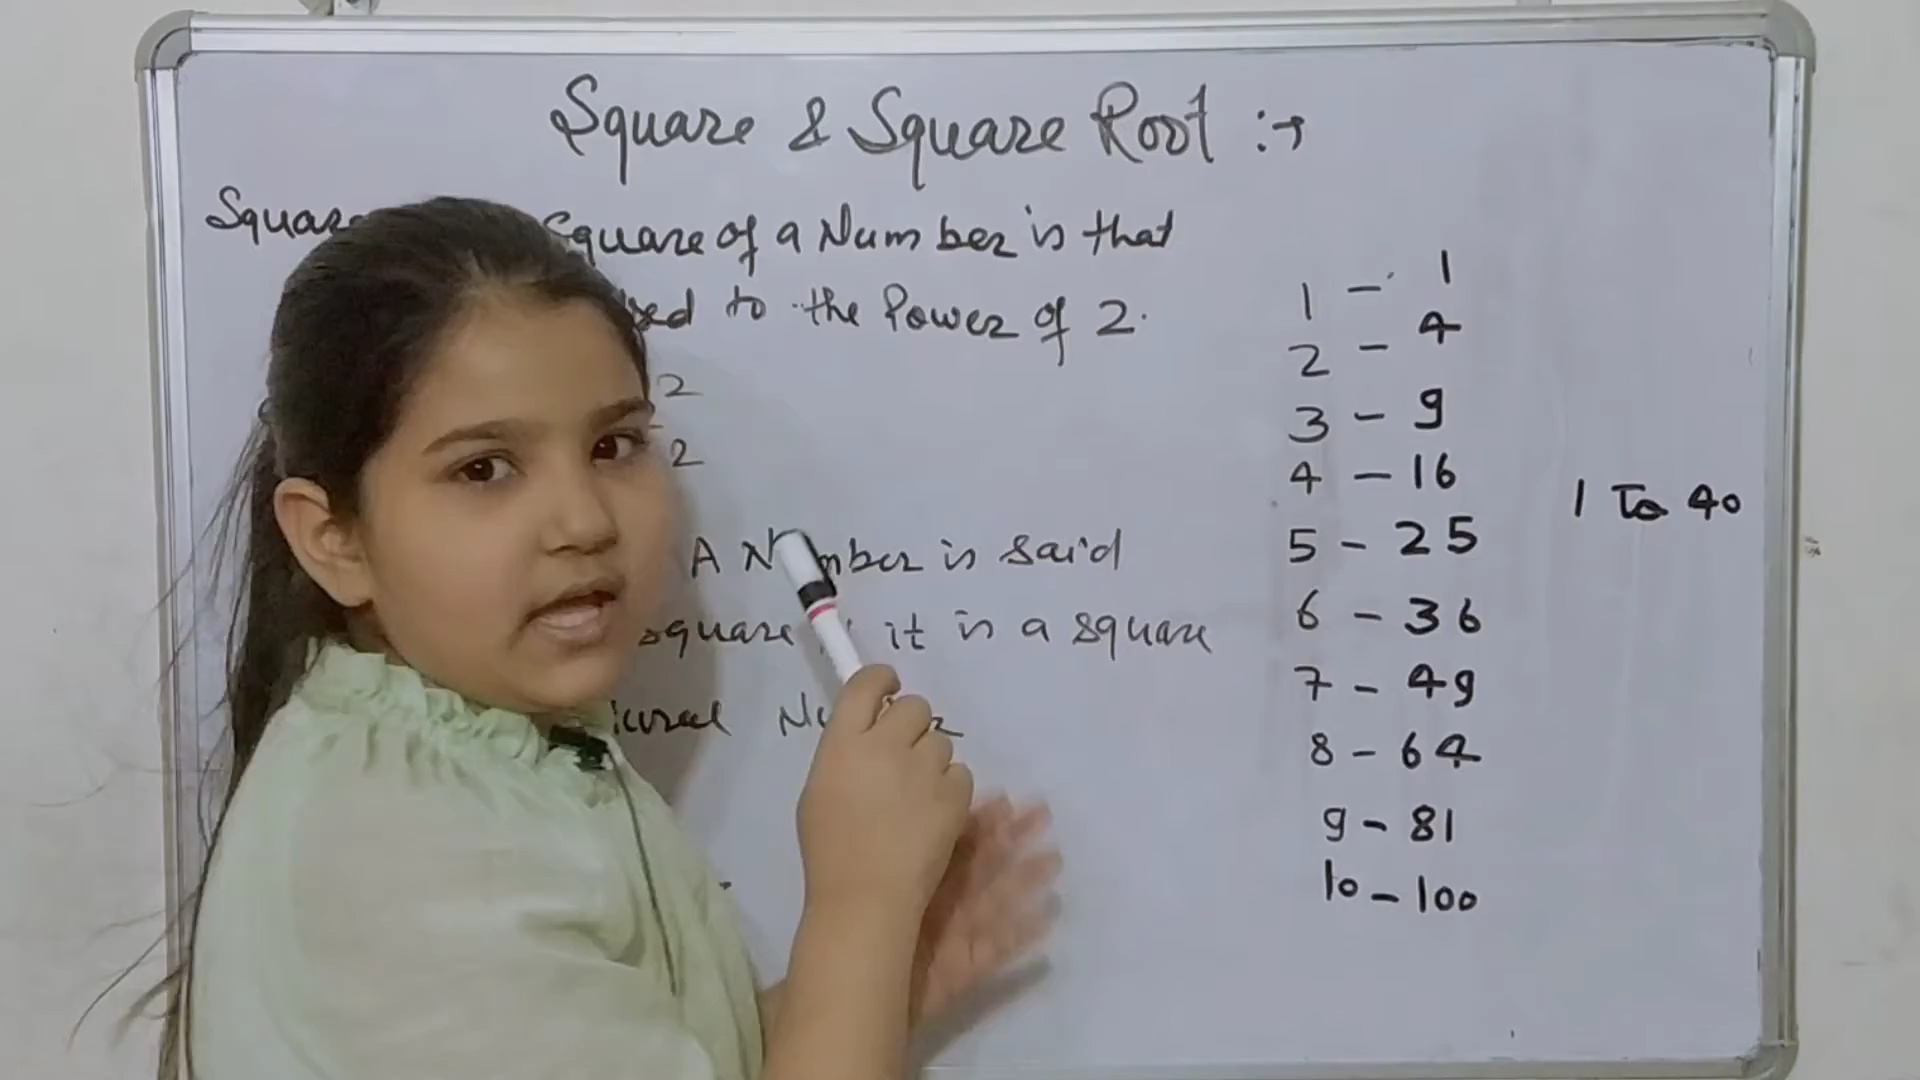 Square & Square Root :→
Square of a Number is that
to the Power of 2.
2
2
A Number is said
square it is a square
1 - 1
2 - 4
3 - 9
4 - 16
5 - 25
6 - 36
7 - 49
8 - 64
9 - 81
10 - 100
1 To 40